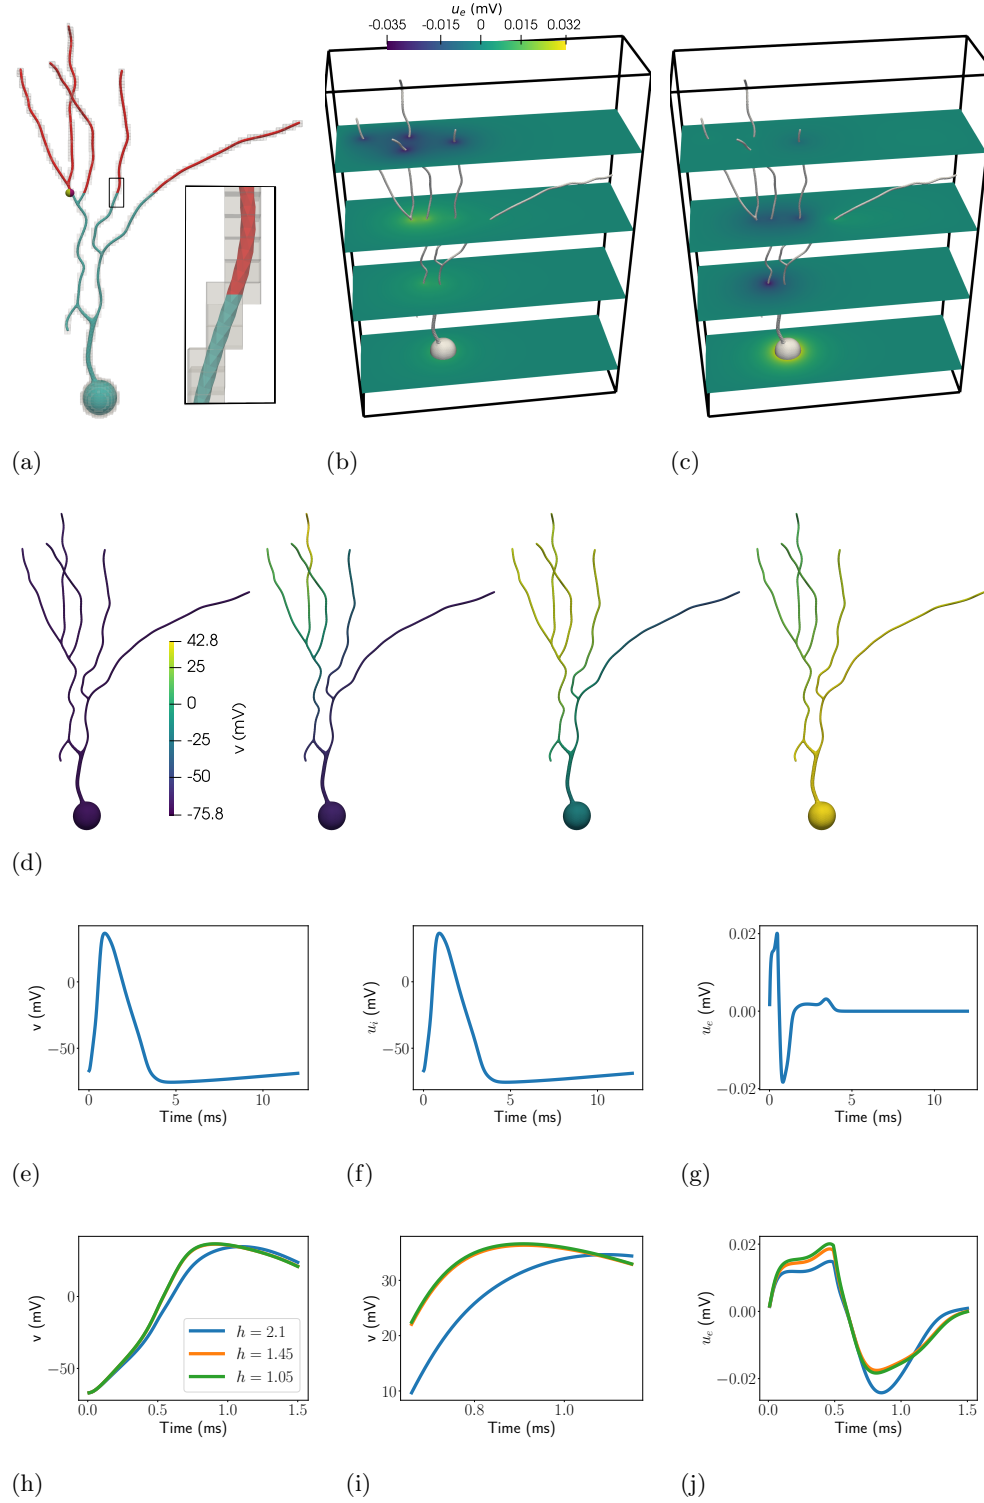 u_e (mV)
-0.035 -0.015 0 0.015 0.032
(a)
(b)
(c)
42.8
25
0
-25
-50
-75.8
v (mV)
(d)
0
−50
v (mV)
0 5 10
Time (ms)
0
−50
u_i (mV)
0 5 10
Time (ms)
0.02
0.00
−0.02
u_e (mV)
0 5 10
Time (ms)
(e)
(f)
(g)
0
−50
v (mV)
h = 2.1
h = 1.45
h = 1.05
0.0 0.5 1.0 1.5
Time (ms)
30
20
10
v (mV)
0.8 1.0
Time (ms)
0.02
0.00
−0.02
u_e (mV)
0.0 0.5 1.0 1.5
Time (ms)
(h)
(i)
(j)